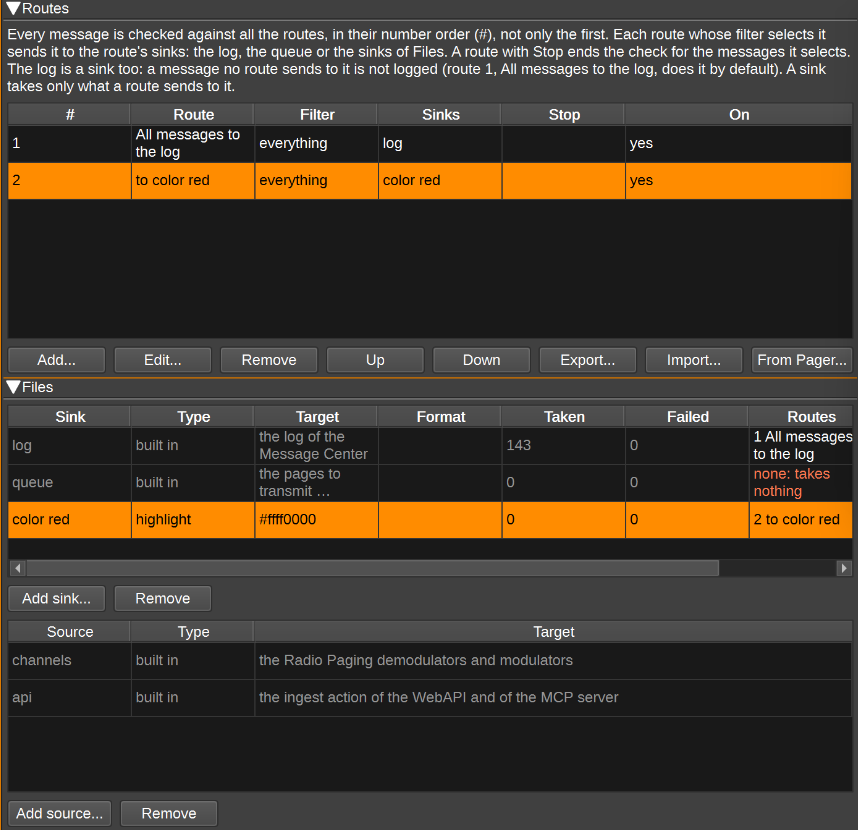 Routes
Every message is checked against all the routes, in their number order (#), not only the first. Each route whose filter selects it
sends it to the route's sinks: the log, the queue or the sinks of Files. A route with Stop ends the check for the messages it selects.
The log is a sink too: a message no route sends to it is not logged (route 1, All messages to the log, does it by default). A sink
takes only what a route sends to it.
# Route Filter Sinks Stop On
1 All messages to the log everything log yes
2 to color red everything color red yes
Add... Edit... Remove Up Down Export... Import... From Pager...
Files
Sink Type Target Format Taken Failed Routes
log built in the log of the Message Center 143 0 1 All messages to the log
queue built in the pages to transmit ... 0 0 none: takes nothing
color red highlight #ffff0000 0 0 2 to color red
Add sink... Remove
Source Type Target
channels built in the Radio Paging demodulators and modulators
api built in the ingest action of the WebAPI and of the MCP server
Add source... Remove